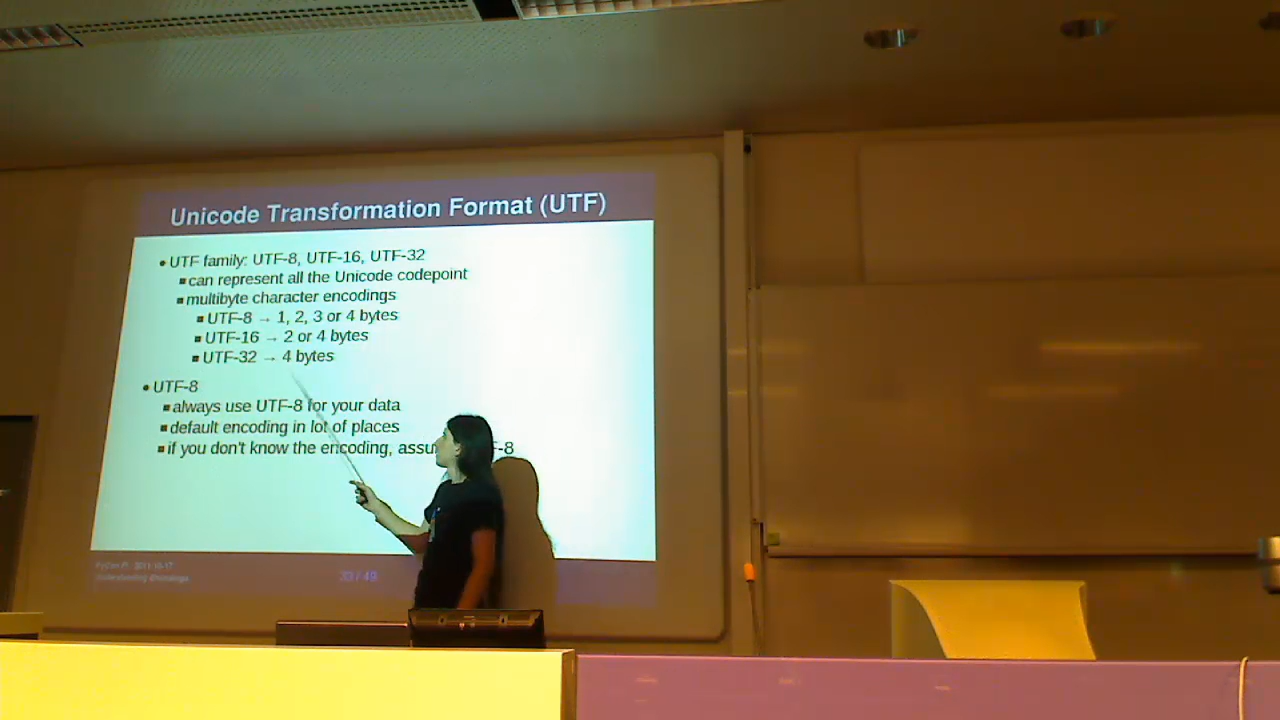 Unicode Transformation Format (UTF)
• UTF family: UTF-8, UTF-16, UTF-32
▪ can represent all the Unicode codepoint
▪ multibyte character encodings
▪ UTF-8 → 1, 2, 3 or 4 bytes
▪ UTF-16 → 2 or 4 bytes
▪ UTF-32 → 4 bytes
• UTF-8
▪ always use UTF-8 for your data
▪ default encoding in lot of places
▪ if you don't know the encoding, assu -8